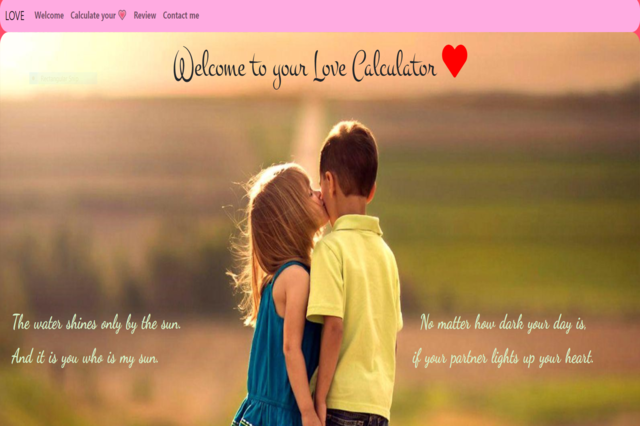 LOVE Welcome Calculate your Review Contact me
Welcome to your Love Calculator
The water shines only by the sun.
And it is you who is my sun.
No matter how dark your day is,
if your partner lights up your heart.